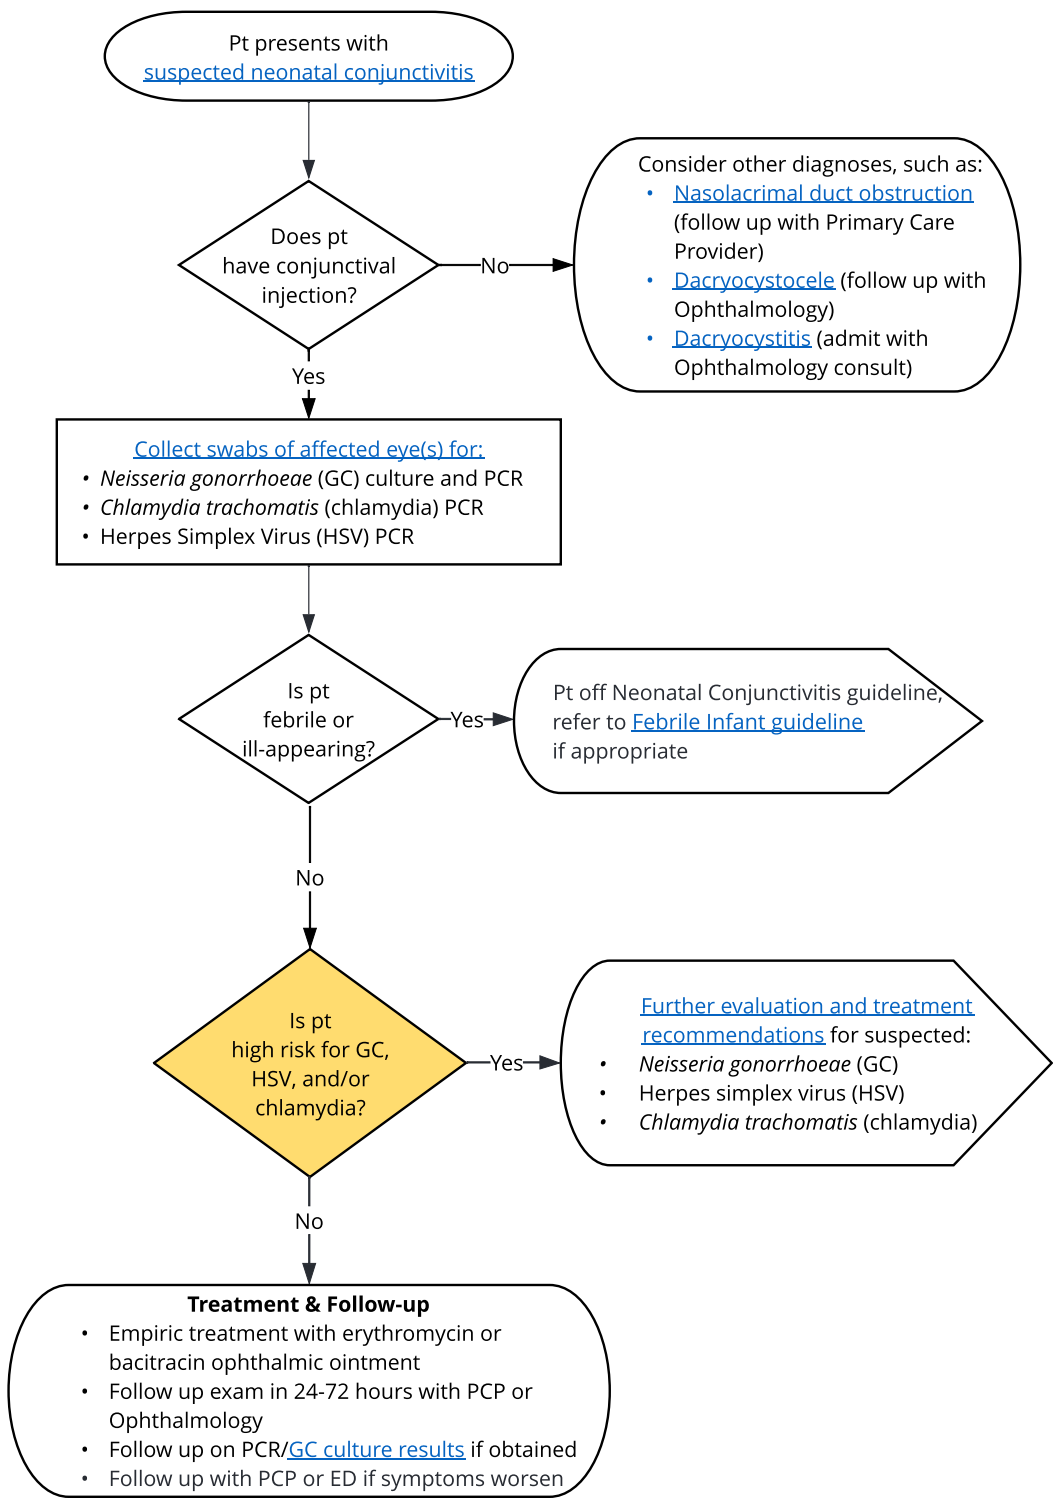 Pt presents with
suspected neonatal conjunctivitis
Does pt
have conjunctival
injection?
No
Consider other diagnoses, such as:
• Nasolacrimal duct obstruction
(follow up with Primary Care
Provider)
• Dacryocystocele (follow up with
Ophthalmology)
• Dacryocystitis (admit with
Ophthalmology consult)
Yes
Collect swabs of affected eye(s) for:
• Neisseria gonorrhoeae (GC) culture and PCR
• Chlamydia trachomatis (chlamydia) PCR
• Herpes Simplex Virus (HSV) PCR
Is pt
febrile or
ill-appearing?
Yes
Pt off Neonatal Conjunctivitis guideline,
refer to Febrile Infant guideline
if appropriate
No
Is pt
high risk for GC,
HSV, and/or
chlamydia?
Yes
Further evaluation and treatment
recommendations for suspected:
• Neisseria gonorrhoeae (GC)
• Herpes simplex virus (HSV)
• Chlamydia trachomatis (chlamydia)
No
Treatment & Follow-up
• Empiric treatment with erythromycin or
bacitracin ophthalmic ointment
• Follow up exam in 24-72 hours with PCP or
Ophthalmology
• Follow up on PCR/GC culture results if obtained
• Follow up with PCP or ED if symptoms worsen